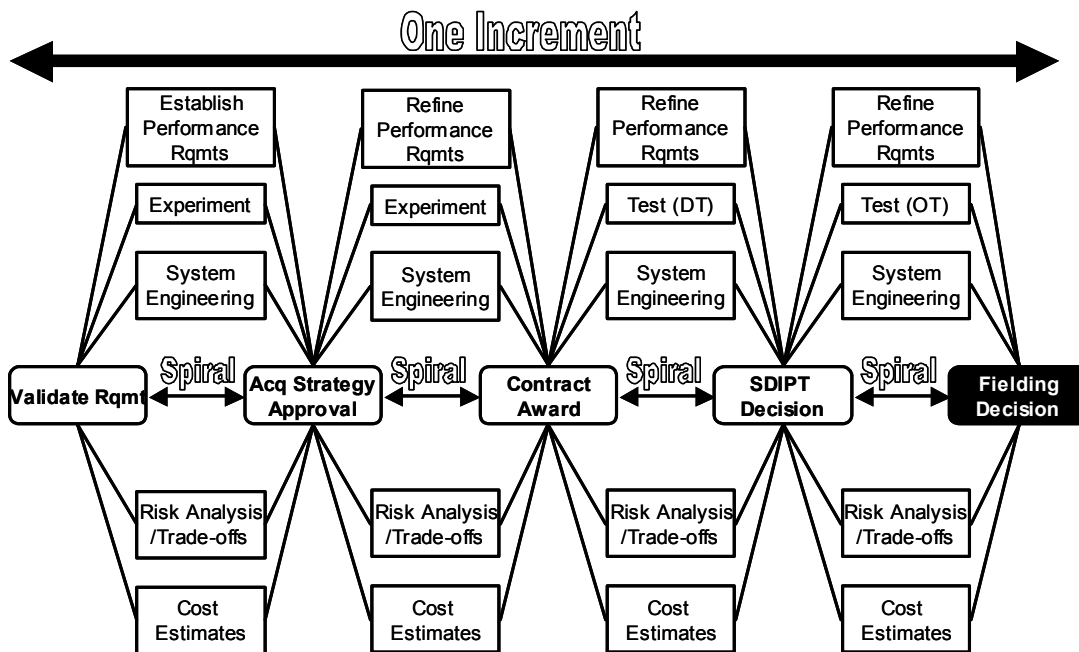 One Increment
Establish
Performance
Rqmts
Refine
Performance
Rqmts
Refine
Performance
Rqmts
Refine
Performance
Rqmts
Experiment
Experiment
Test (DT)
Test (OT)
System
Engineering
System
Engineering
System
Engineering
System
Engineering
Validate Rqmt
Spiral
Acq Strategy
Approval
Spiral
Contract
Award
Spiral
SDIPT
Decision
Spiral
Fielding
Decision
Risk Analysis
/Trade-offs
Risk Analysis
/Trade-offs
Risk Analysis
/Trade-offs
Risk Analysis
/Trade-offs
Cost
Estimates
Cost
Estimates
Cost
Estimates
Cost
Estimates